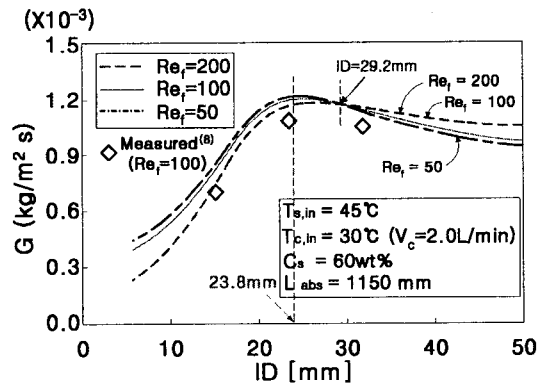 (X10⁻³)
1.5
1.2
0.9
0.6
0.3
0.0
G (kg/m² s)
Re_f=200
Re_f=100
Re_f=50
Measured⁽⁸⁾
(Re_f=100)
ID=29.2mm
Re_f = 200
Re_f = 100
Re_f = 50
T_s,in = 45℃
T_c,in = 30℃ (V_c=2.0L/min)
C_s = 60wt%
L_abs = 1150 mm
23.8mm
0 10 20 30 40 50
ID [mm]